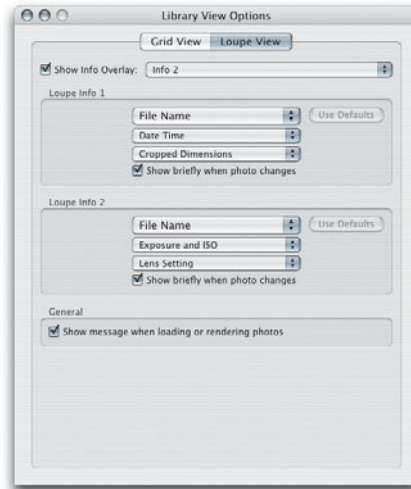 Library View Options
Grid View Loupe View
Show Info Overlay: Info 2
Loupe Info 1
File Name Use Defaults
Date Time
Cropped Dimensions
Show briefly when photo changes
Loupe Info 2
File Name Use Defaults
Exposure and ISO
Lens Setting
Show briefly when photo changes
General
Show message when loading or rendering photos